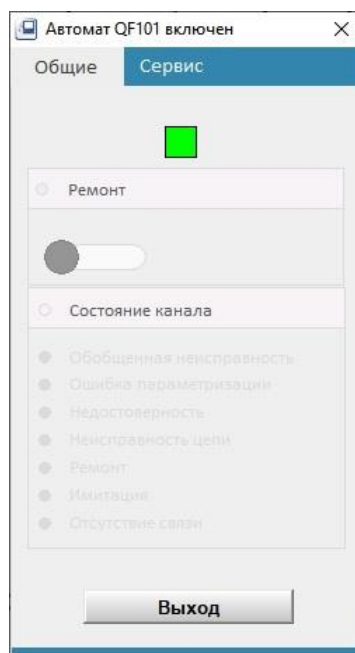 Автомат QF101 включен
Общие Сервис
Ремонт
Состояние канала
Обобщенная неисправность
Ошибка параметризации
Недостоверность
Неисправность цепи
Ремонт
Имитация
Отсутствие связи
Выход